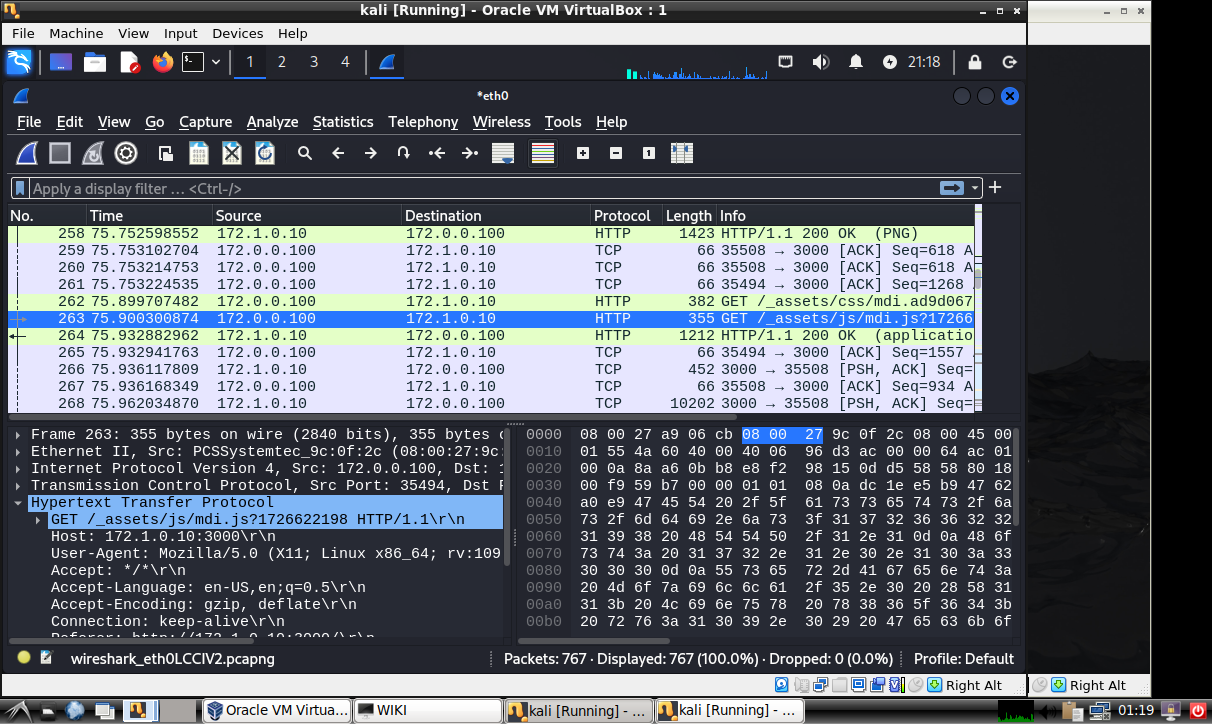 kali [Running] - Oracle VM VirtualBox : 1
File Machine View Input Devices Help
1 2 3 4 21:18
*eth0
File Edit View Go Capture Analyze Statistics Telephony Wireless Tools Help
Apply a display filter … <Ctrl-/>
No. Time Source Destination Protocol Length Info
258 75.752598552 172.1.0.10 172.0.0.100 HTTP 1423 HTTP/1.1 200 OK (PNG)
259 75.753102704 172.0.0.100 172.1.0.10 TCP 66 35508 → 3000 [ACK] Seq=618 A
260 75.753214753 172.0.0.100 172.1.0.10 TCP 66 35508 → 3000 [ACK] Seq=618 A
261 75.753224535 172.0.0.100 172.1.0.10 TCP 66 35494 → 3000 [ACK] Seq=1268
262 75.899707482 172.0.0.100 172.1.0.10 HTTP 382 GET /_assets/css/mdi.ad9d067
263 75.900300874 172.0.0.100 172.1.0.10 HTTP 355 GET /_assets/js/mdi.js?17266
264 75.932882962 172.1.0.10 172.0.0.100 HTTP 1212 HTTP/1.1 200 OK (applicatio
265 75.932941763 172.0.0.100 172.1.0.10 TCP 66 35494 → 3000 [ACK] Seq=1557
266 75.936117809 172.1.0.10 172.0.0.100 TCP 452 3000 → 35508 [PSH, ACK] Seq=
267 75.936168349 172.0.0.100 172.1.0.10 TCP 66 35508 → 3000 [ACK] Seq=934 A
268 75.962034870 172.1.0.10 172.0.0.100 TCP 10202 3000 → 35508 [PSH, ACK] Seq=
Frame 263: 355 bytes on wire (2840 bits), 355 bytes c
Ethernet II, Src: PCSSystemtec_9c:0f:2c (08:00:27:9c:
Internet Protocol Version 4, Src: 172.0.0.100, Dst: 1
Transmission Control Protocol, Src Port: 35494, Dst P
Hypertext Transfer Protocol
GET /_assets/js/mdi.js?1726622198 HTTP/1.1\r\n
Host: 172.1.0.10:3000\r\n
User-Agent: Mozilla/5.0 (X11; Linux x86_64; rv:109
Accept: */*\r\n
Accept-Language: en-US,en;q=0.5\r\n
Accept-Encoding: gzip, deflate\r\n
Connection: keep-alive\r\n
Referer: http://172.1.0.10:3000/\r\n
0000 08 00 27 a9 06 cb 08 00 27 9c 0f 2c 08 00 45 00
0010 01 55 4a 60 40 00 40 06 96 d3 ac 00 00 64 ac 01
0020 00 0a 8a a6 0b b8 e8 f2 98 15 0d d5 58 58 80 18
0030 00 f9 59 b7 00 00 01 01 08 0a dc 1e e5 b9 47 62
0040 a0 e9 47 45 54 20 2f 5f 61 73 73 65 74 73 2f 6a
0050 73 2f 6d 64 69 2e 6a 73 3f 31 37 32 36 36 32 32
0060 31 39 38 20 48 54 54 50 2f 31 2e 31 0d 0a 48 6f
0070 73 74 3a 20 31 37 32 2e 31 2e 30 2e 31 30 3a 33
0080 30 30 30 0d 0a 55 73 65 72 2d 41 67 65 6e 74 3a
0090 20 4d 6f 7a 69 6c 6c 61 2f 35 2e 30 20 28 58 31
00a0 31 3b 20 4c 69 6e 75 78 20 78 38 36 5f 36 34 3b
00b0 20 72 76 3a 31 30 39 2e 30 29 20 47 65 63 6b 6f
wireshark_eth0LCCIV2.pcapng Packets: 767 · Displayed: 767 (100.0%) · Dropped: 0 (0.0%) Profile: Default
Right Alt Right Alt
Oracle VM Virtua... WIKI kali [Running] - ... kali [Running] - ... 01:19